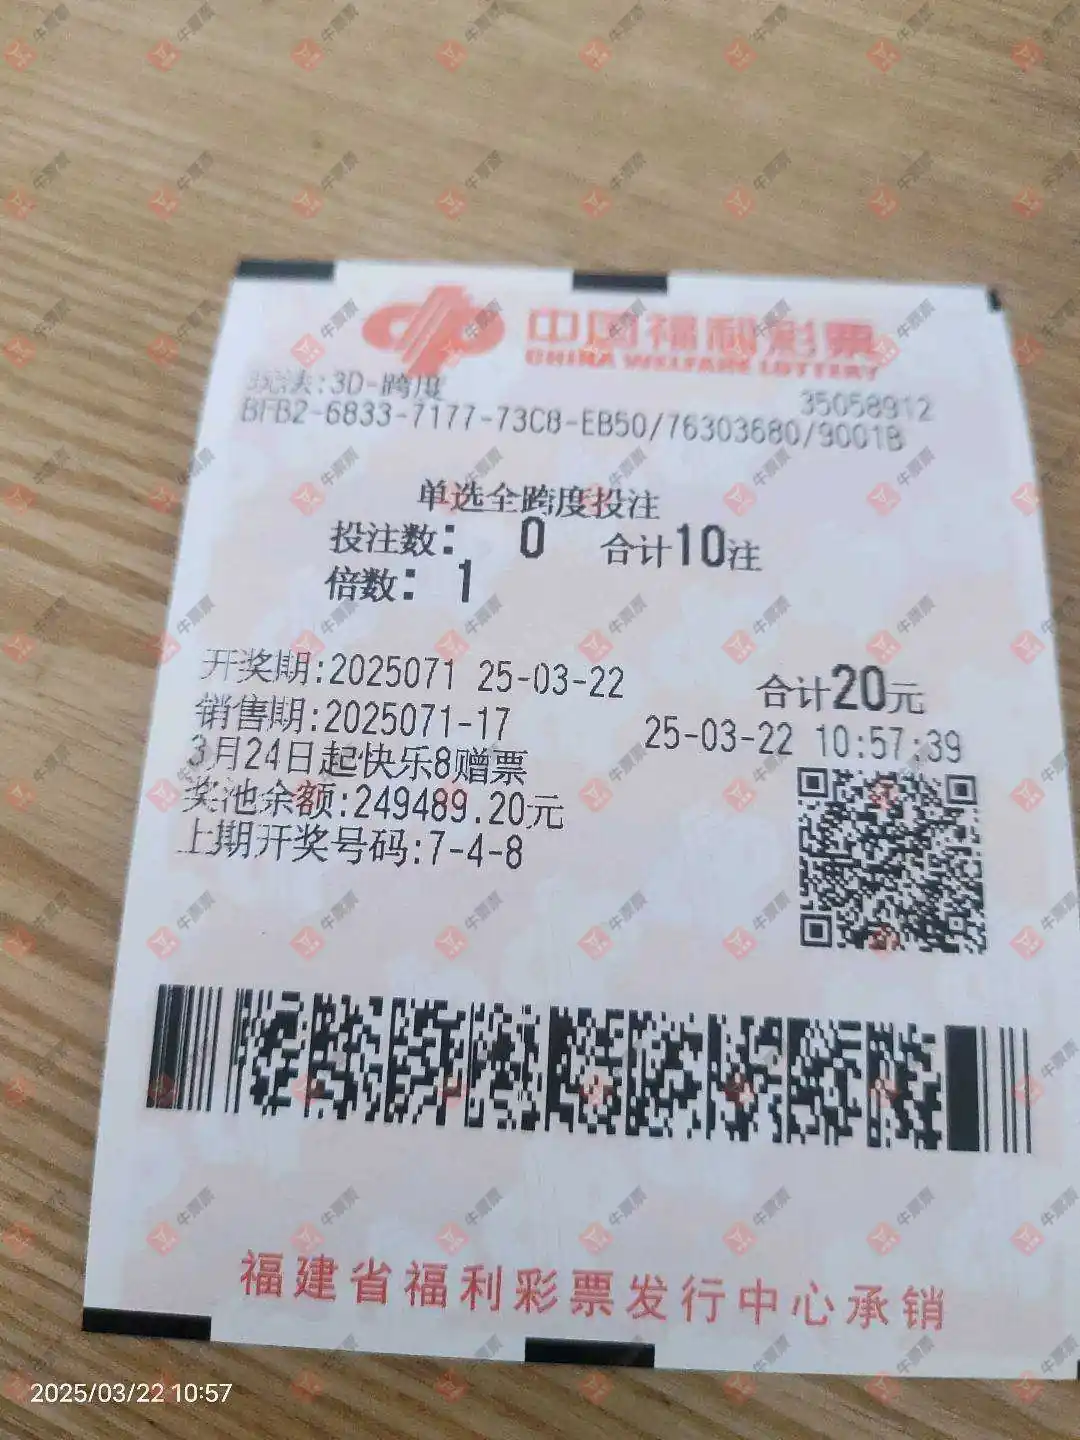 中国福利彩票
CHINA WELFARE LOTTERY
玩法:3D-跨度
35058912
BFB2-6833-7177-73C8-EB50/76303680/9001B
单选全跨度投注
投注数: 0 合计10注
倍数: 1
开奖期:2025071 25-03-22 合计20元
销售期:2025071-17 25-03-22 10:57:39
3月24日起快乐8赠票
奖池余额:249489.20元
上期开奖号码:7-4-8
福建省福利彩票发行中心承销
2025/03/22 10:57
牛票票